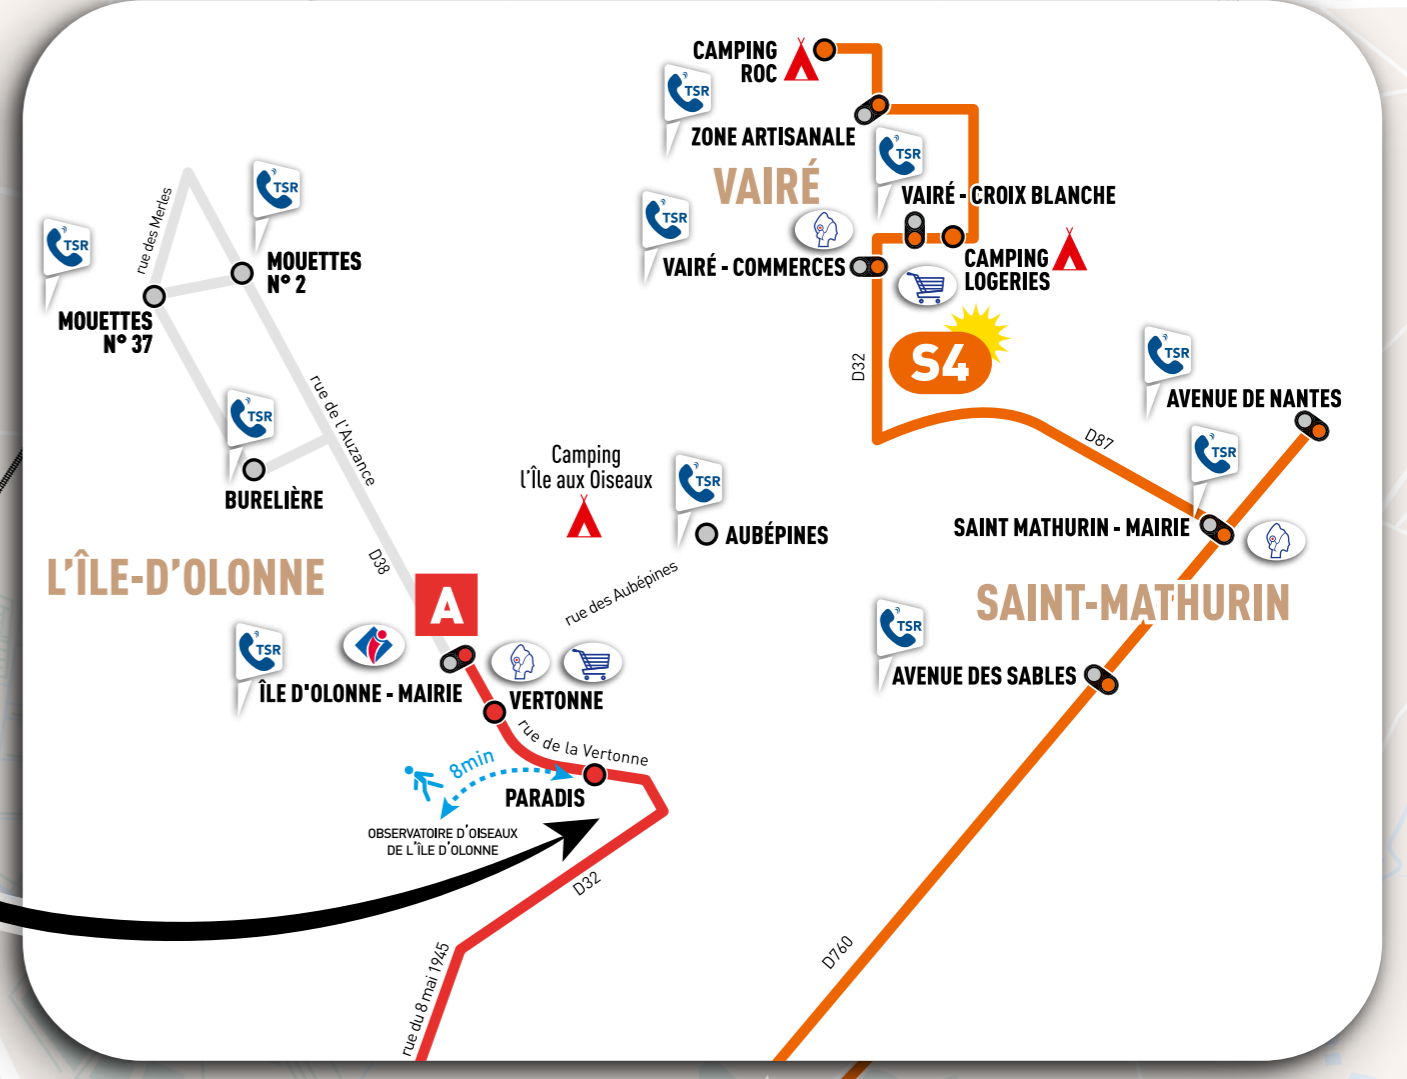 CAMPING
ROC
TSR
ZONE ARTISANALE
TSR
VAIRÉ
TSR
VAIRÉ - CROIX BLANCHE
VAIRÉ - COMMERCES
CAMPING
LOGERIES
S4
D32
D87
TSR
AVENUE DE NANTES
TSR
SAINT MATHURIN - MAIRIE
SAINT-MATHURIN
TSR
AVENUE DES SABLES
D760
rue des Merles
TSR
TSR
MOUETTES
N° 2
MOUETTES
N° 37
rue de l'Auzance
TSR
BURELIÈRE
Camping
l'Île aux Oiseaux
TSR
AUBÉPINES
rue des Aubépines
D38
L'ÎLE-D'OLONNE
A
TSR
ÎLE D'OLONNE - MAIRIE
VERTONNE
rue de la Vertonne
8min
PARADIS
OBSERVATOIRE D'OISEAUX
DE L'ÎLE D'OLONNE
D32
rue du 8 mai 1945